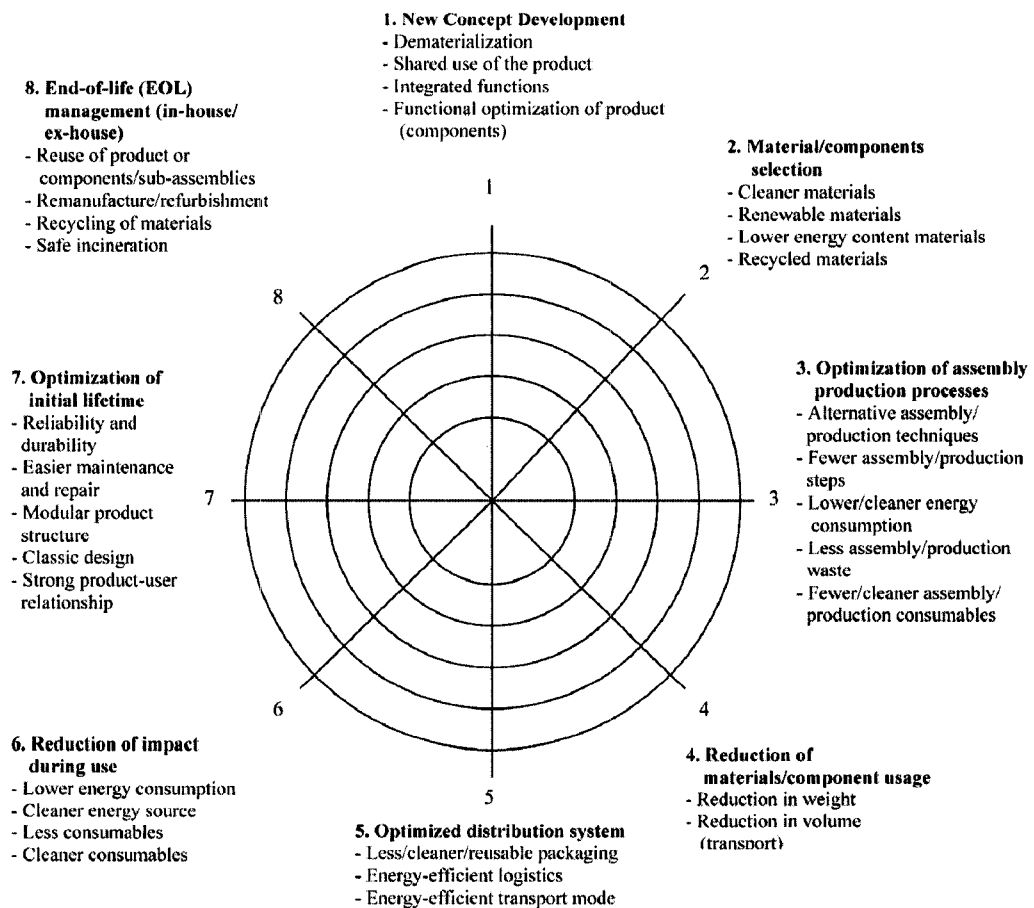 1. New Concept Development
- Dematerialization
- Shared use of the product
- Integrated functions
- Functional optimization of product
(components)
8. End-of-life (EOL)
management (in-house/
ex-house)
- Reuse of product or
components/sub-assemblies
- Remanufacture/refurbishment
- Recycling of materials
- Safe incineration
2. Material/components
selection
- Cleaner materials
- Renewable materials
- Lower energy content materials
- Recycled materials
1
2
8
7. Optimization of
initial lifetime
- Reliability and
durability
- Easier maintenance
and repair
- Modular product
structure
- Classic design
- Strong product-user
relationship
7
3
3. Optimization of assembly
production processes
- Alternative assembly/
production techniques
- Fewer assembly/production
steps
- Lower/cleaner energy
consumption
- Less assembly/production
waste
- Fewer/cleaner assembly/
production consumables
6
4
5
6. Reduction of impact
during use
- Lower energy consumption
- Cleaner energy source
- Less consumables
- Cleaner consumables
5. Optimized distribution system
- Less/cleaner/reusable packaging
- Energy-efficient logistics
- Energy-efficient transport mode
4. Reduction of
materials/component usage
- Reduction in weight
- Reduction in volume
(transport)